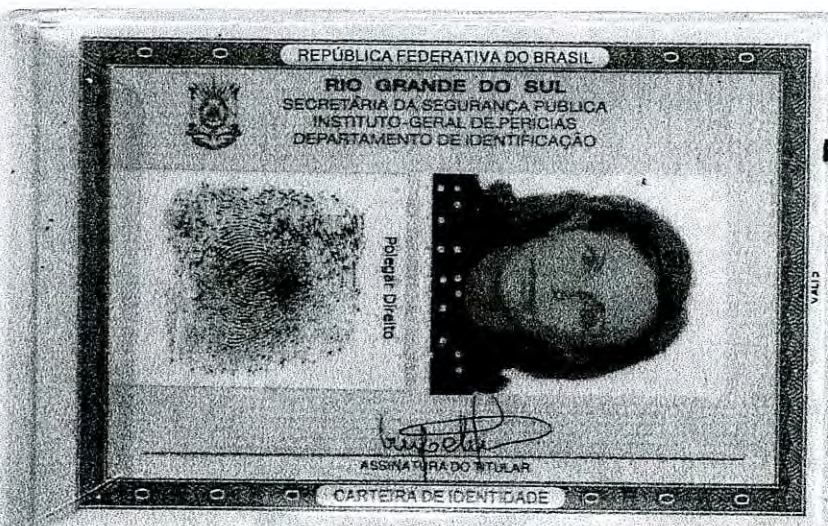 REPÚBLICA FEDERATIVA DO BRASIL
RIO GRANDE DO SUL
SECRETARIA DA SEGURANÇA PÚBLICA
INSTITUTO-GERAL DE PERÍCIAS
DEPARTAMENTO DE IDENTIFICAÇÃO
Polegar Direito
ASSINATURA DO TITULAR
CARTEIRA DE IDENTIDADE